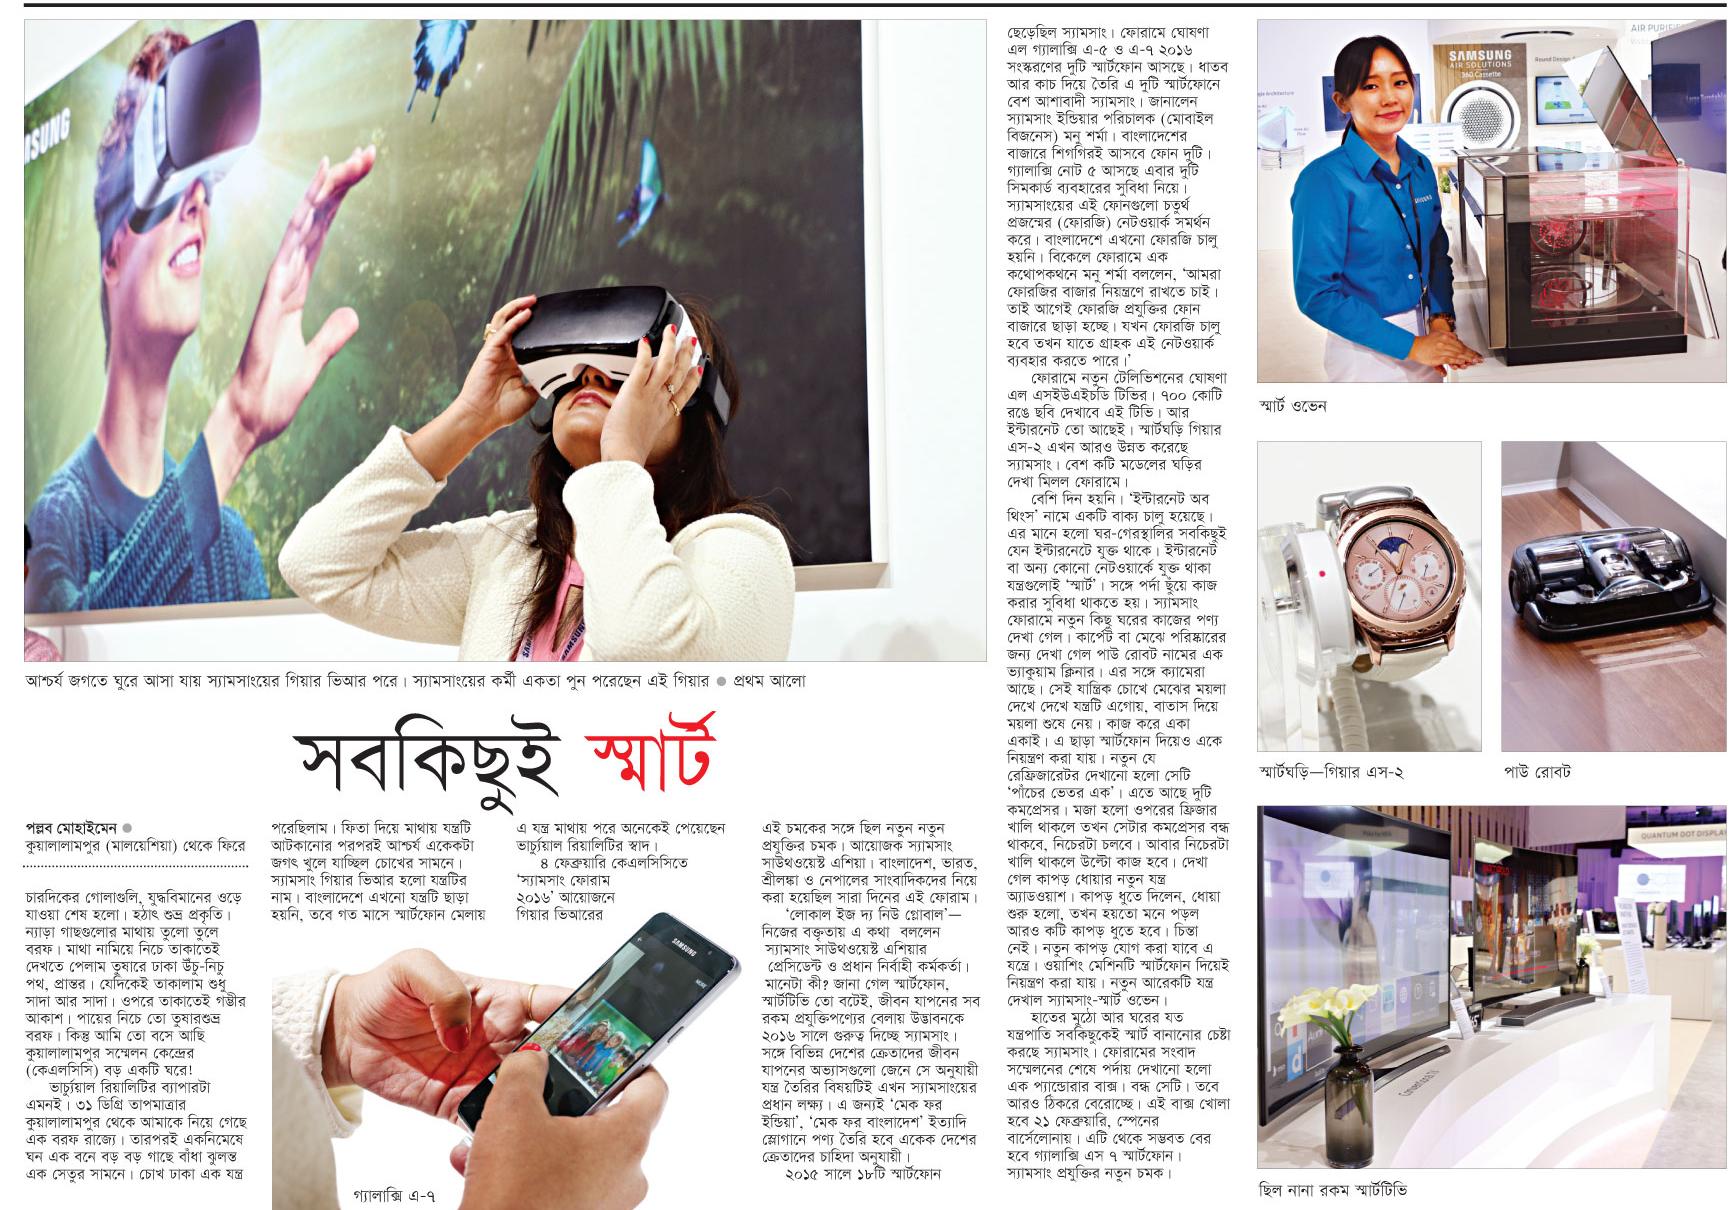 SAMSUNG
আশ্চর্য জগতে ঘুরে আসা যায় স্যামসাংয়ের গিয়ার ভিআর পরে। স্যামসাংয়ের কর্মী একতা পুন পরেছেন এই গিয়ার ● প্রথম আলো
সবকিছুই স্মার্ট
পল্লব মোহাইমেন ●
কুয়ালালামপুর (মালয়েশিয়া) থেকে ফিরে
চারদিকের গোলাগুলি, যুদ্ধবিমানের ওড়ে
যাওয়া শেষ হলো। হঠাৎ শুভ্র প্রকৃতি।
ন্যাড়া গাছগুলোর মাথায় তুলো তুলে
বরফ। মাথা নামিয়ে নিচে তাকাতেই
দেখতে পেলাম তুষারে ঢাকা উঁচু-নিচু
পথ, প্রান্তর। যেদিকেই তাকালাম শুধু
সাদা আর সাদা। ওপরে তাকাতেই গম্ভীর
আকাশ। পায়ের নিচে তো তুষারশুভ্র
বরফ। কিন্তু আমি তো বসে আছি
কুয়ালালামপুর সম্মেলন কেন্দ্রের
(কেএলসিসি) বড় একটি ঘরে!
ভার্চ্যুয়াল রিয়ালিটির ব্যাপারটা
এমনই। ৩১ ডিগ্রি তাপমাত্রার
কুয়ালালামপুর থেকে আমাকে নিয়ে গেছে
এক বরফ রাজ্যে। তারপরই একনিমেষে
ঘন এক বনে বড় বড় গাছে বাঁধা ঝুলন্ত
এক সেতুর সামনে। চোখ ঢাকা এক যন্ত্র
পরেছিলাম। ফিতা দিয়ে মাথায় যন্ত্রটি
আটকানোর পরপরই আশ্চর্য একেকটা
জগৎ খুলে যাচ্ছিল চোখের সামনে।
স্যামসাং গিয়ার ভিআর হলো যন্ত্রটির
নাম। বাংলাদেশে এখনো যন্ত্রটি ছাড়া
হয়নি, তবে গত মাসে স্মার্টফোন মেলায়
এ যন্ত্র মাথায় পরে অনেকেই পেয়েছেন
ভার্চ্যুয়াল রিয়ালিটির স্বাদ।
৪ ফেব্রুয়ারি কেএলসিসিতে
‘স্যামসাং ফোরাম
২০১৬’ আয়োজনে
গিয়ার ভিআরের
SAMSUNG
গ্যালাক্সি এ-৭
এই চমকের সঙ্গে ছিল নতুন নতুন
প্রযুক্তির চমক। আয়োজক স্যামসাং
সাউথওয়েস্ট এশিয়া। বাংলাদেশ, ভারত,
শ্রীলঙ্কা ও নেপালের সাংবাদিকদের নিয়ে
করা হয়েছিল সারা দিনের এই ফোরাম।
‘লোকাল ইজ দ্য নিউ গ্লোবাল’—
নিজের বক্তৃতায় এ কথা বললেন
স্যামসাং সাউথওয়েস্ট এশিয়ার
প্রেসিডেন্ট ও প্রধান নির্বাহী কর্মকর্তা।
মানেটা কী? জানা গেল স্মার্টফোন,
স্মার্টটিভি তো বটেই, জীবন যাপনের সব
রকম প্রযুক্তিপণ্যের বেলায় উদ্ভাবনকে
২০১৬ সালে গুরুত্ব দিচ্ছে স্যামসাং।
সঙ্গে বিভিন্ন দেশের ক্রেতাদের জীবন
যাপনের অভ্যাসগুলো জেনে সে অনুযায়ী
যন্ত্র তৈরির বিষয়টিই এখন স্যামসাংয়ের
প্রধান লক্ষ্য। এ জন্যই ‘মেক ফর
ইন্ডিয়া’, ‘মেক ফর বাংলাদেশ’ ইত্যাদি
স্লোগানে পণ্য তৈরি হবে একেক দেশের
ক্রেতাদের চাহিদা অনুযায়ী।
২০১৫ সালে ১৮টি স্মার্টফোন
ছেড়েছিল স্যামসাং। ফোরামে ঘোষণা
এল গ্যালাক্সি এ-৫ ও এ-৭ ২০১৬
সংস্করণের দুটি স্মার্টফোন আসছে। ধাতব
আর কাচ দিয়ে তৈরি এ দুটি স্মার্টফোনে
বেশ আশাবাদী স্যামসাং। জানালেন
স্যামসাং ইন্ডিয়ার পরিচালক (মোবাইল
বিজনেস) মনু শর্মা। বাংলাদেশের
বাজারে শিগগিরই আসবে ফোন দুটি।
গ্যালাক্সি নোট ৫ আসছে এবার দুটি
সিমকার্ড ব্যবহারের সুবিধা নিয়ে।
স্যামসাংয়ের এই ফোনগুলো চতুর্থ
প্রজন্মের (ফোরজি) নেটওয়ার্ক সমর্থন
করে। বাংলাদেশে এখনো ফোরজি চালু
হয়নি। বিকেলে ফোরামে এক
কথোপকথনে মনু শর্মা বললেন, ‘আমরা
ফোরজির বাজার নিয়ন্ত্রণে রাখতে চাই।
তাই আগেই ফোরজি প্রযুক্তির ফোন
বাজারে ছাড়া হচ্ছে। যখন ফোরজি চালু
হবে তখন যাতে গ্রাহক এই নেটওয়ার্ক
ব্যবহার করতে পারে।’
ফোরামে নতুন টেলিভিশনের ঘোষণা
এল এসইউএইচডি টিভির। ৭০০ কোটি
রঙে ছবি দেখাবে এই টিভি। আর
ইন্টারনেট তো আছেই। স্মার্টঘড়ি গিয়ার
এস-২ এখন আরও উন্নত করেছে
স্যামসাং। বেশ কটি মডেলের ঘড়ির
দেখা মিলল ফোরামে।
বেশি দিন হয়নি। ‘ইন্টারনেট অব
থিংস’ নামে একটি বাক্য চালু হয়েছে।
এর মানে হলো ঘর-গেরস্থালির সবকিছুই
যেন ইন্টারনেটে যুক্ত থাকে। ইন্টারনেট
বা অন্য কোনো নেটওয়ার্কে যুক্ত থাকা
যন্ত্রগুলোই ‘স্মার্ট’। সঙ্গে পর্দা ছুঁয়ে কাজ
করার সুবিধা থাকতে হয়। স্যামসাং
ফোরামে নতুন কিছু ঘরের কাজের পণ্য
দেখা গেল। কার্পেট বা মেঝে পরিষ্কারের
জন্য দেখা গেল পাউ রোবট নামের এক
ভ্যাকুয়াম ক্লিনার। এর সঙ্গে ক্যামেরা
আছে। সেই যান্ত্রিক চোখে মেঝের ময়লা
দেখে দেখে যন্ত্রটি এগোয়, বাতাস দিয়ে
ময়লা শুষে নেয়। কাজ করে একা
একাই। এ ছাড়া স্মার্টফোন দিয়েও একে
নিয়ন্ত্রণ করা যায়। নতুন যে
রেফ্রিজারেটর দেখানো হলো সেটি
‘পাঁচের ভেতর এক’। এতে আছে দুটি
কমপ্রেসর। মজা হলো ওপরের ফ্রিজার
খালি থাকলে তখন সেটার কমপ্রেসর বন্ধ
থাকবে, নিচেরটা চলবে। আবার নিচেরটা
খালি থাকলে উল্টো কাজ হবে। দেখা
গেল কাপড় ধোয়ার নতুন যন্ত্র
অ্যাডওয়াশ। কাপড় ধুতে দিলেন, ধোয়া
শুরু হলো, তখন হয়তো মনে পড়ল
আরও কটি কাপড় ধুতে হবে। চিন্তা
নেই। নতুন কাপড় যোগ করা যাবে এ
যন্ত্রে। ওয়াশিং মেশিনটি স্মার্টফোন দিয়েই
নিয়ন্ত্রণ করা যায়। নতুন আরেকটি যন্ত্র
দেখাল স্যামসাং-স্মার্ট ওভেন।
হাতের মুঠো আর ঘরের যত
যন্ত্রপাতি সবকিছুকেই স্মার্ট বানানোর চেষ্টা
করছে স্যামসাং। ফোরামের সংবাদ
সম্মেলনের শেষে পর্দায় দেখানো হলো
এক প্যান্ডোরার বাক্স। বন্ধ সেটি। তবে
আরও ঠিকরে বেরোচ্ছে। এই বাক্স খোলা
হবে ২১ ফেব্রুয়ারি, স্পেনের
বার্সেলোনায়। এটি থেকে সম্ভবত বের
হবে গ্যালাক্সি এস ৭ স্মার্টফোন।
স্যামসাং প্রযুক্তির নতুন চমক।
SAMSUNG
AIR SOLUTIONS
360 Cassette
AIR PURIFI
স্মার্ট ওভেন
স্মার্টঘড়ি—গিয়ার এস-২
পাউ রোবট
QUANTUM DOT DISPLAY
Curved TV
ছিল নানা রকম স্মার্টটিভি